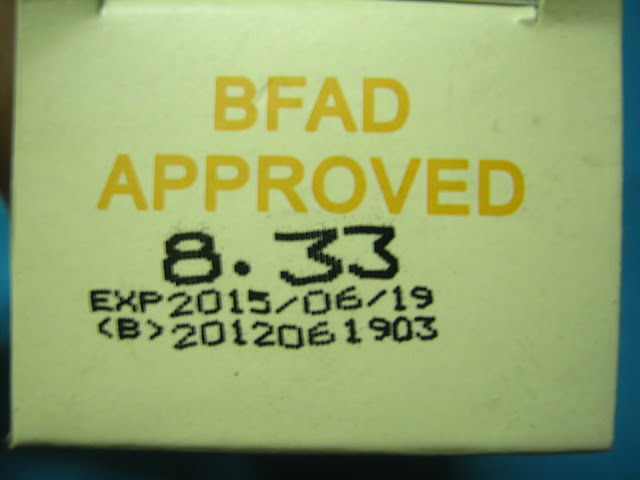 BFAD
APPROVED
8.33
EXP2015/06/19
<B>2012061903